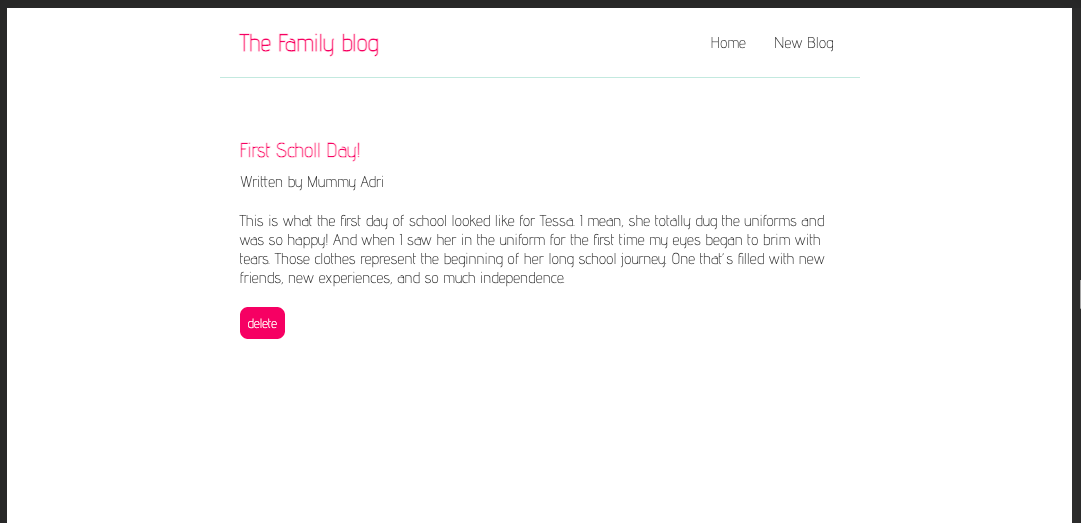 The Family blog
Home New Blog
First Scholl Day!
Written by Mummy Adri
This is what the first day of school looked like for Tessa. I mean, she totally dug the uniforms and
was so happy! And when I saw her in the uniform for the first time my eyes began to brim with
tears. Those clothes represent the beginning of her long school journey. One that´s filled with new
friends, new experiences, and so much independence.
delete